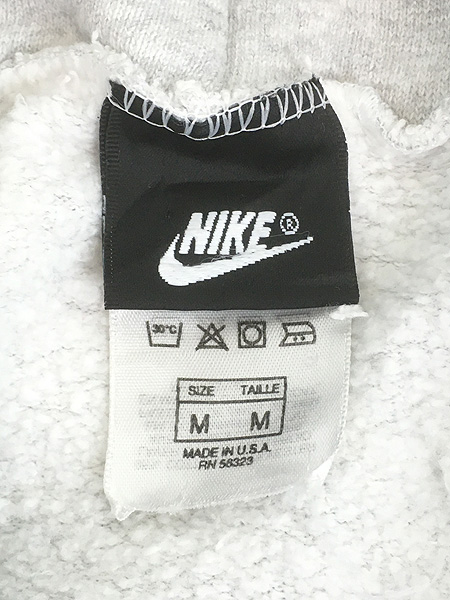 NIKE ®
30°C
SIZE TAILLE
M M
MADE IN U.S.A.
RN 56323